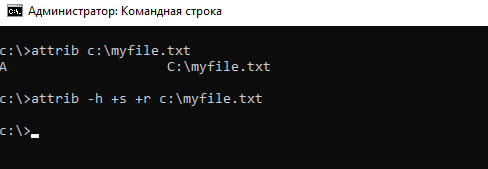 Администратор: Командная строка
c:\>attrib c:\myfile.txt
A                    C:\myfile.txt
c:\>attrib -h +s +r c:\myfile.txt
c:\>